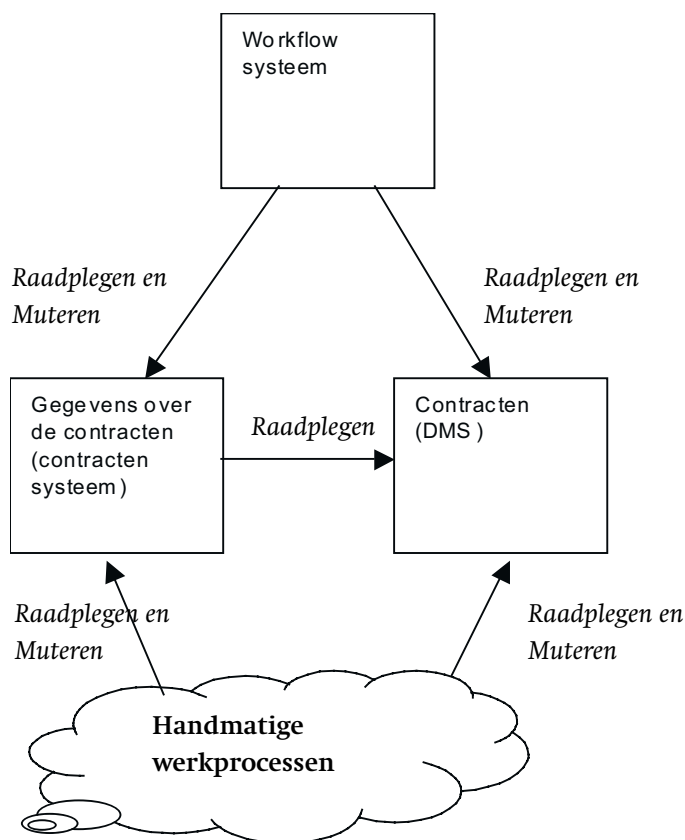 Workflow
systeem
Raadplegen en
Muteren
Raadplegen en
Muteren
Gegevens over
de contracten
(contracten
systeem)
Raadplegen
Contracten
(DMS)
Raadplegen en
Muteren
Raadplegen en
Muteren
Handmatige
werkprocessen